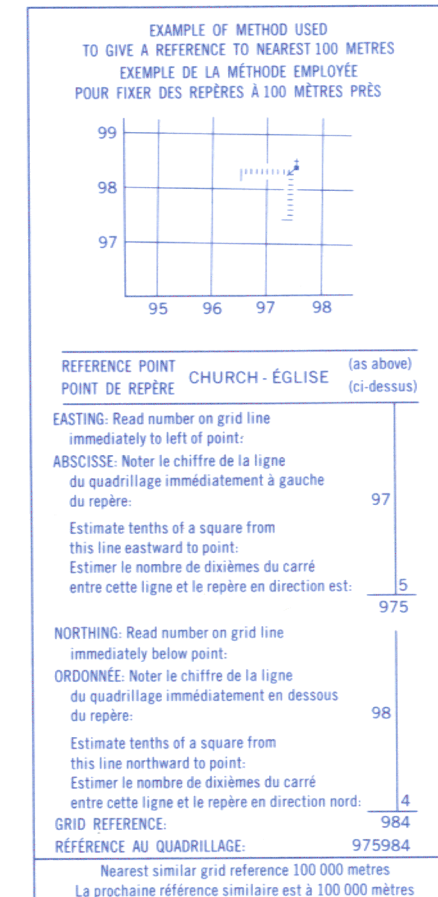 EXAMPLE OF METHOD USED
TO GIVE A REFERENCE TO NEAREST 100 METRES
EXEMPLE DE LA MÉTHODE EMPLOYÉE
POUR FIXER DES REPÈRES À 100 MÈTRES PRÈS
99
98
97
95 96 97 98
REFERENCE POINT
POINT DE REPÈRE
CHURCH - ÉGLISE
(as above)
(ci-dessus)
EASTING: Read number on grid line
immediately to left of point:
ABSCISSE: Noter le chiffre de la ligne
du quadrillage immédiatement à gauche
du repère: 97
Estimate tenths of a square from
this line eastward to point:
Estimer le nombre de dixièmes du carré
entre cette ligne et le repère en direction est: 5
975
NORTHING: Read number on grid line
immediately below point:
ORDONNÉE: Noter le chiffre de la ligne
du quadrillage immédiatement en dessous
du repère: 98
Estimate tenths of a square from
this line northward to point:
Estimer le nombre de dixièmes du carré
entre cette ligne et le repère en direction nord: 4
GRID REFERENCE: 984
RÉFÉRENCE AU QUADRILLAGE: 975984
Nearest similar grid reference 100 000 metres
La prochaine référence similaire est à 100 000 mètres